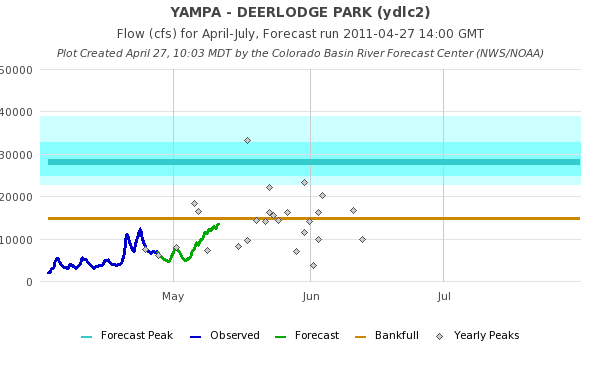 YAMPA - DEERLODGE PARK (ydlc2)
Flow (cfs) for April-July, Forecast run 2011-04-27 14:00 GMT
Plot Created April 27, 10:03 MDT by the Colorado Basin River Forecast Center (NWS/NOAA)
50000
40000
30000
20000
10000
0
May Jun Jul
Forecast Peak Observed Forecast Bankfull Yearly Peaks